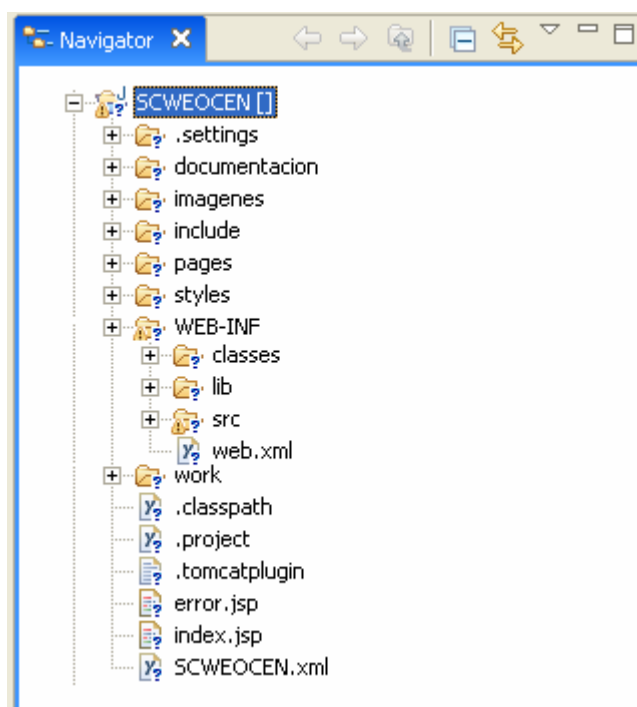 Navigator
SCWEOCEN []
.settings
documentacion
imagenes
include
pages
styles
WEB-INF
classes
lib
src
web.xml
work
.classpath
.project
.tomcatplugin
error.jsp
index.jsp
SCWEOCEN.xml